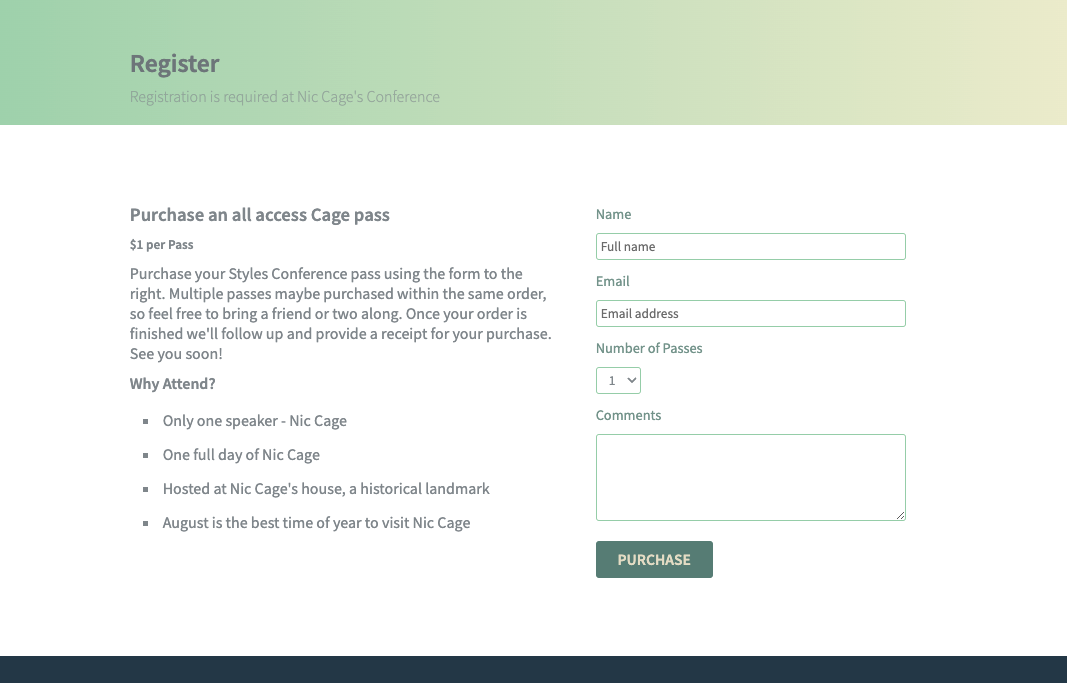 Register
Registration is required at Nic Cage's Conference
Purchase an all access Cage pass
$1 per Pass
Purchase your Styles Conference pass using the form to the
right. Multiple passes maybe purchased within the same order,
so feel free to bring a friend or two along. Once your order is
finished we'll follow up and provide a receipt for your purchase.
See you soon!
Why Attend?
Only one speaker - Nic Cage
One full day of Nic Cage
Hosted at Nic Cage's house, a historical landmark
August is the best time of year to visit Nic Cage
Name
Full name
Email
Email address
Number of Passes
1
Comments
PURCHASE